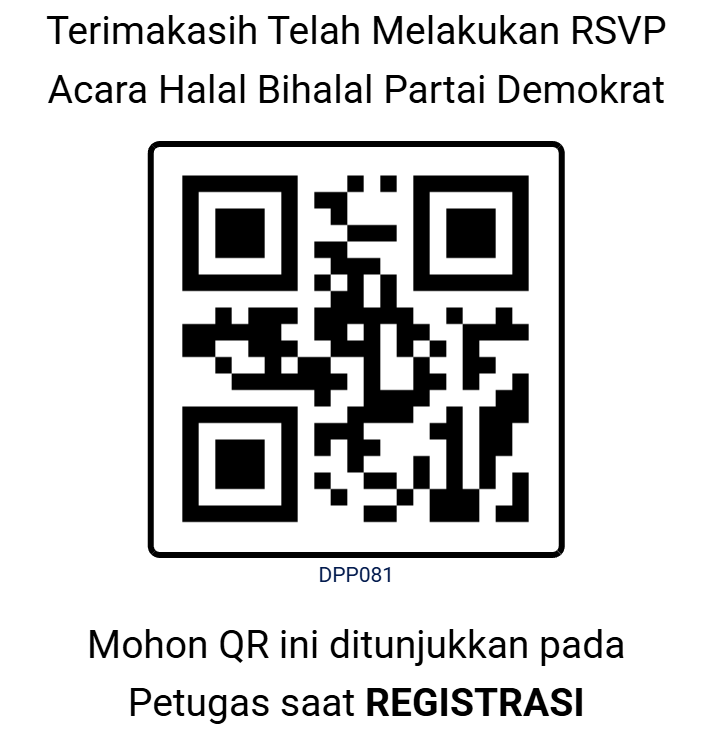 Terimakasih Telah Melakukan RSVP
Acara Halal Bihalal Partai Demokrat
DPP081
Mohon QR ini ditunjukkan pada
Petugas saat REGISTRASI